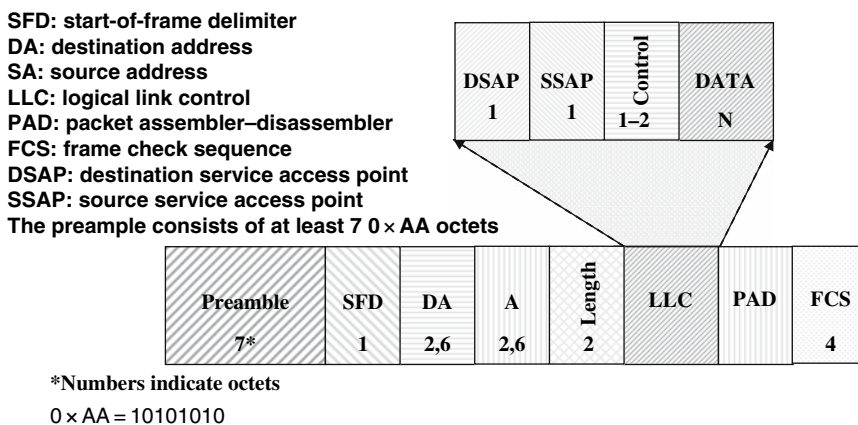 SFD: start-of-frame delimiter
DA: destination address
SA: source address
LLC: logical link control
PAD: packet assembler–disassembler
FCS: frame check sequence
DSAP: destination service access point
SSAP: source service access point
The preample consists of at least 7 0 × AA octets
DSAP SSAP Control DATA
1 1 1–2 N
Preamble SFD DA A Length LLC PAD FCS
7* 1 2,6 2,6 2 4
*Numbers indicate octets
0 × AA = 10101010